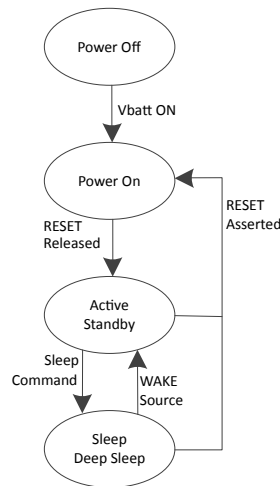 Power Off
Vbatt ON
Power On
RESET
Released
RESET
Asserted
Active
Standby
Sleep
Command
WAKE
Source
Sleep
Deep Sleep